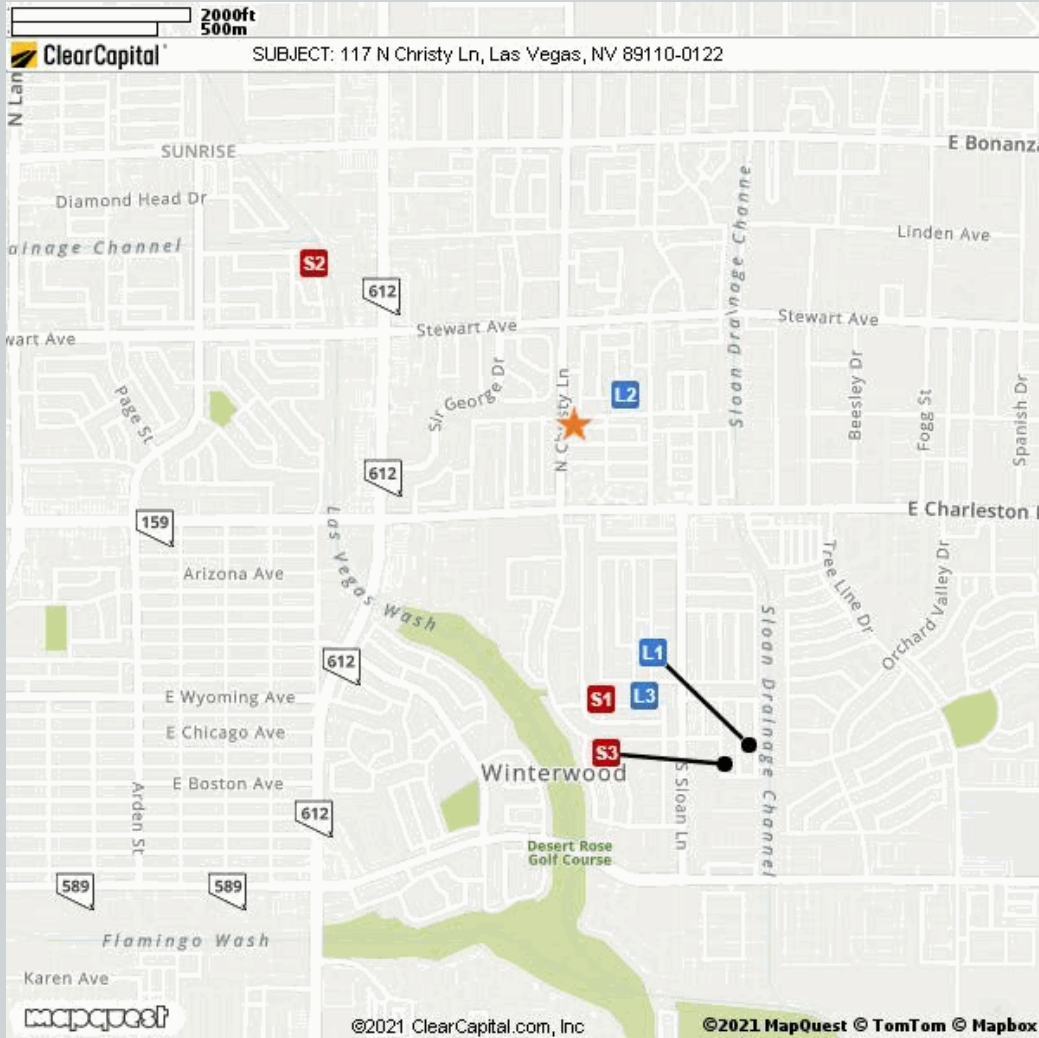 2000ft
500m
ClearCapital
SUBJECT: 117 N Christy Ln, Las Vegas, NV 89110-0122
N Lan
SUNRISE
E Bonanza
Diamond Head Dr
ainage Channel
Linden Ave
S2
612
Sloan Drainage Channe
Stewart Ave
Stewart Ave
wart Ave
Page St
Sir George Dr
N Christy Ln
L2
Beesley Dr
Fogg St
Spanish Dr
612
159
E Charleston
Las Vegas Wash
Arizona Ave
Tree Line Dr
Orchard Valley Dr
612
L1
Sloan Drainage Channel
E Wyoming Ave
S1
L3
E Chicago Ave
S3
Winterwood
E Boston Ave
Arden St
612
S Sloan Ln
Desert Rose
Golf Course
589
589
Flamingo Wash
Karen Ave
mapquest
©2021 ClearCapital.com, Inc
©2021 MapQuest © TomTom © Mapbox